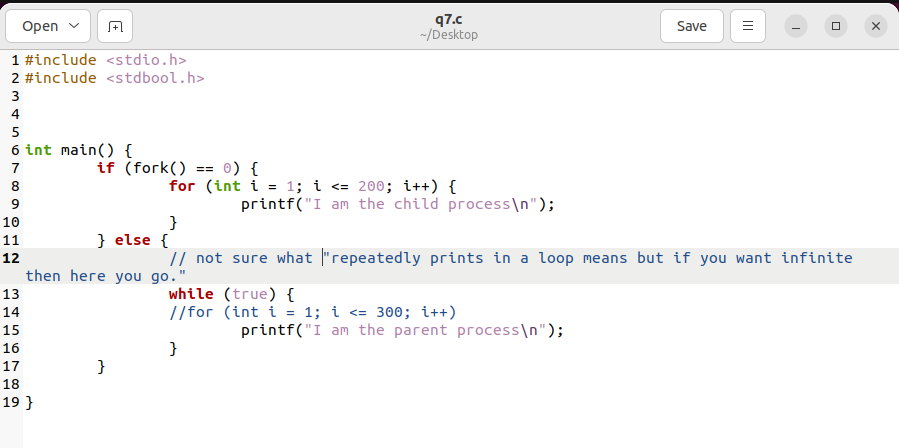 Open
q7.c
~/Desktop
Save
1 #include <stdio.h>
2 #include <stdbool.h>
3
4
5
6 int main() {
7 if (fork() == 0) {
8 for (int i = 1; i <= 200; i++) {
9 printf("I am the child process\n");
10 }
11 } else {
12 // not sure what "repeatedly prints in a loop means but if you want infinite
then here you go."
13 while (true) {
14 //for (int i = 1; i <= 300; i++)
15 printf("I am the parent process\n");
16 }
17 }
18
19 }